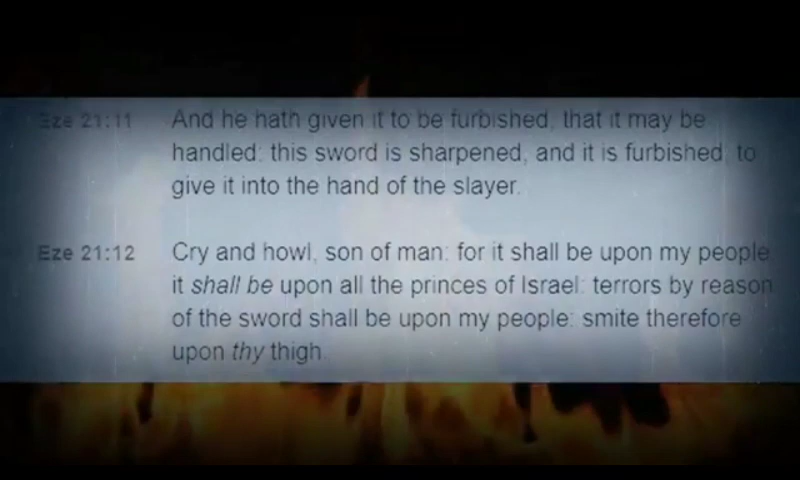 Eze 21:11 And he hath given it to be furbished, that it may be
handled: this sword is sharpened, and it is furbished, to
give it into the hand of the slayer.
Eze 21:12 Cry and howl, son of man: for it shall be upon my people
it shall be upon all the princes of Israel: terrors by reason
of the sword shall be upon my people: smite therefore
upon thy thigh.